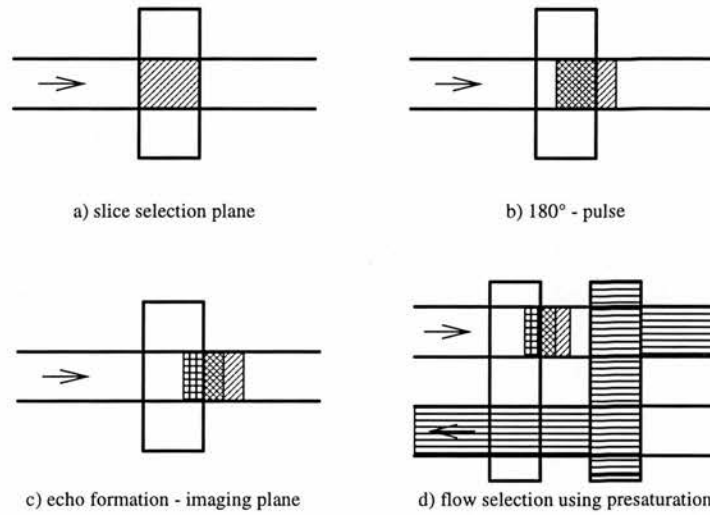 a) slice selection plane
b) 180° - pulse
c) echo formation - imaging plane
d) flow selection using presaturation